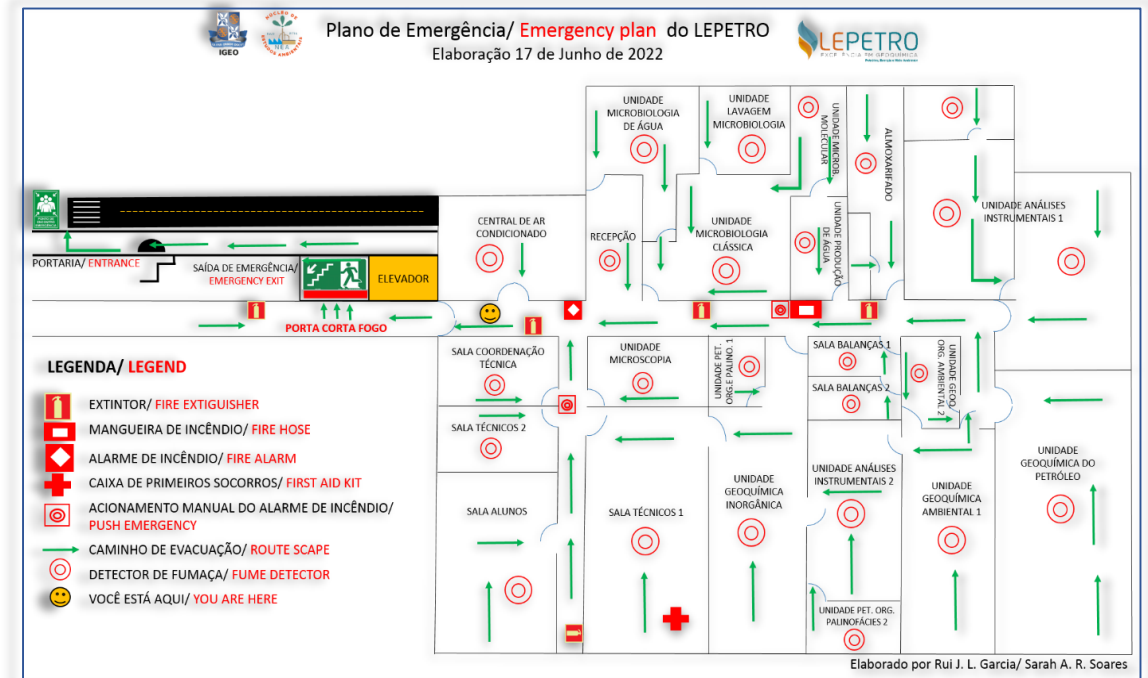 IGEO
NÚCLEO DE
ESTUDOS AMBIENTAIS
NEA
Plano de Emergência/ Emergency plan do LEPETRO
Elaboração 17 de Junho de 2022
LEPETRO
EXCELÊNCIA EM GEOQUÍMICA
UNIDADE
MICROBIOLOGIA
DE ÁGUA
UNIDADE
LAVAGEM
MICROBIOLOGIA
UNIDADE MICROB.
MOLECULAR
ALMOXARIFADO
UNIDADE ANÁLISES
INSTRUMENTAIS 1
CENTRAL DE AR
CONDICIONADO
RECEPÇÃO
UNIDADE
MICROBIOLOGIA
CLÁSSICA
UNIDADE PRODUÇÃO
DE ÁGUA
PORTARIA/ ENTRANCE
SAÍDA DE EMERGÊNCIA/
EMERGENCY EXIT
ELEVADOR
PORTA CORTA FOGO
SALA COORDENAÇÃO
TÉCNICA
UNIDADE
MICROSCOPIA
UNIDADE PET.
ORG.E PALINO. 1
SALA BALANÇAS 1
SALA BALANÇAS 2
UNIDADE GEOQ.
ORG. AMBIENTAL 2
SALA TÉCNICOS 2
SALA ALUNOS
SALA TÉCNICOS 1
UNIDADE
GEOQUÍMICA
INORGÂNICA
UNIDADE ANÁLISES
INSTRUMENTAIS 2
UNIDADE
GEOQUÍMICA
AMBIENTAL 1
UNIDADE
GEOQUÍMICA DO
PETRÓLEO
UNIDADE PET. ORG.
PALINOFÁCIES 2
LEGENDA/ LEGEND
EXTINTOR/ FIRE EXTIGUISHER
MANGUEIRA DE INCÊNDIO/ FIRE HOSE
ALARME DE INCÊNDIO/ FIRE ALARM
CAIXA DE PRIMEIROS SOCORROS/ FIRST AID KIT
ACIONAMENTO MANUAL DO ALARME DE INCÊNDIO/
PUSH EMERGENCY
CAMINHO DE EVACUAÇÃO/ ROUTE SCAPE
DETECTOR DE FUMAÇA/ FUME DETECTOR
VOCÊ ESTÁ AQUI/ YOU ARE HERE
Elaborado por Rui J. L. Garcia/ Sarah A. R. Soares